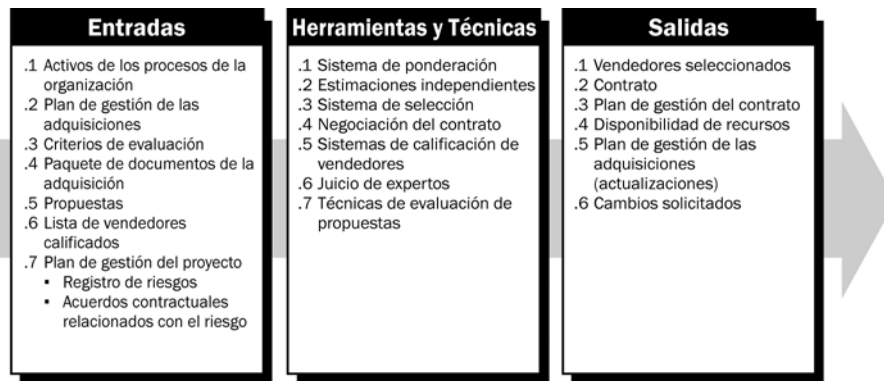 Entradas
.1 Activos de los procesos de la
organización
.2 Plan de gestión de las
adquisiciones
.3 Criterios de evaluación
.4 Paquete de documentos de la
adquisición
.5 Propuestas
.6 Lista de vendedores
calificados
.7 Plan de gestión del proyecto
▪ Registro de riesgos
▪ Acuerdos contractuales
relacionados con el riesgo
Herramientas y Técnicas
.1 Sistema de ponderación
.2 Estimaciones independientes
.3 Sistema de selección
.4 Negociación del contrato
.5 Sistemas de calificación de
vendedores
.6 Juicio de expertos
.7 Técnicas de evaluación de
propuestas
Salidas
.1 Vendedores seleccionados
.2 Contrato
.3 Plan de gestión del contrato
.4 Disponibilidad de recursos
.5 Plan de gestión de las
adquisiciones
(actualizaciones)
.6 Cambios solicitados